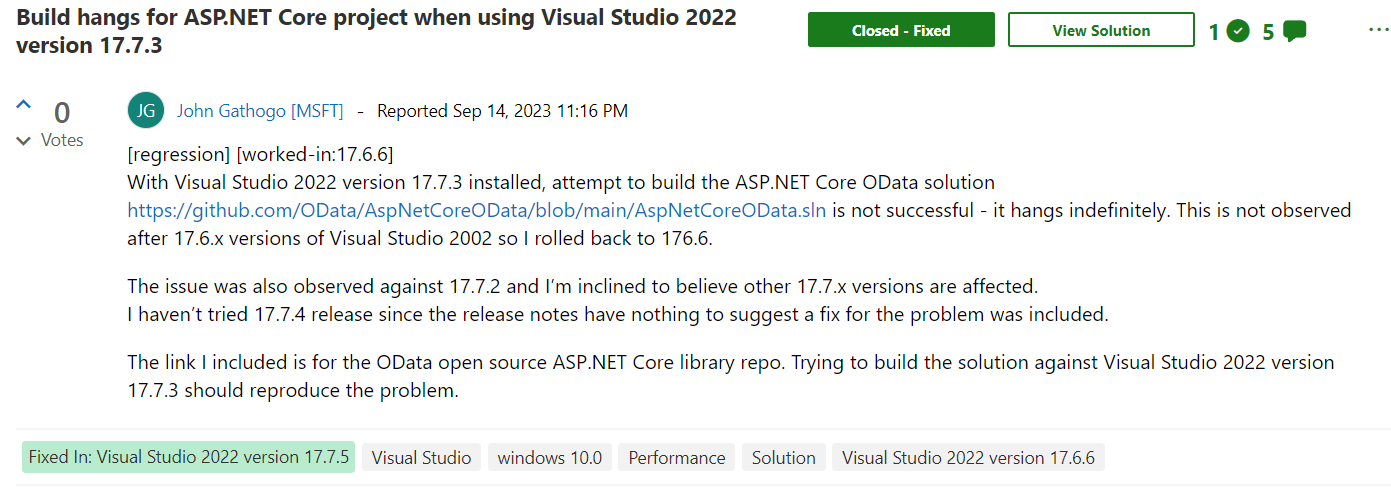 Build hangs for ASP.NET Core project when using Visual Studio 2022
version 17.7.3
Closed - Fixed
View Solution
1
5
0
Votes
JG
John Gathogo [MSFT] - Reported Sep 14, 2023 11:16 PM
[regression] [worked-in:17.6.6]
With Visual Studio 2022 version 17.7.3 installed, attempt to build the ASP.NET Core OData solution
https://github.com/OData/AspNetCoreOData/blob/main/AspNetCoreOData.sln is not successful - it hangs indefinitely. This is not observed
after 17.6.x versions of Visual Studio 2002 so I rolled back to 176.6.
The issue was also observed against 17.7.2 and I’m inclined to believe other 17.7.x versions are affected.
I haven’t tried 17.7.4 release since the release notes have nothing to suggest a fix for the problem was included.
The link I included is for the OData open source ASP.NET Core library repo. Trying to build the solution against Visual Studio 2022 version
17.7.3 should reproduce the problem.
Fixed In: Visual Studio 2022 version 17.7.5
Visual Studio
windows 10.0
Performance
Solution
Visual Studio 2022 version 17.6.6